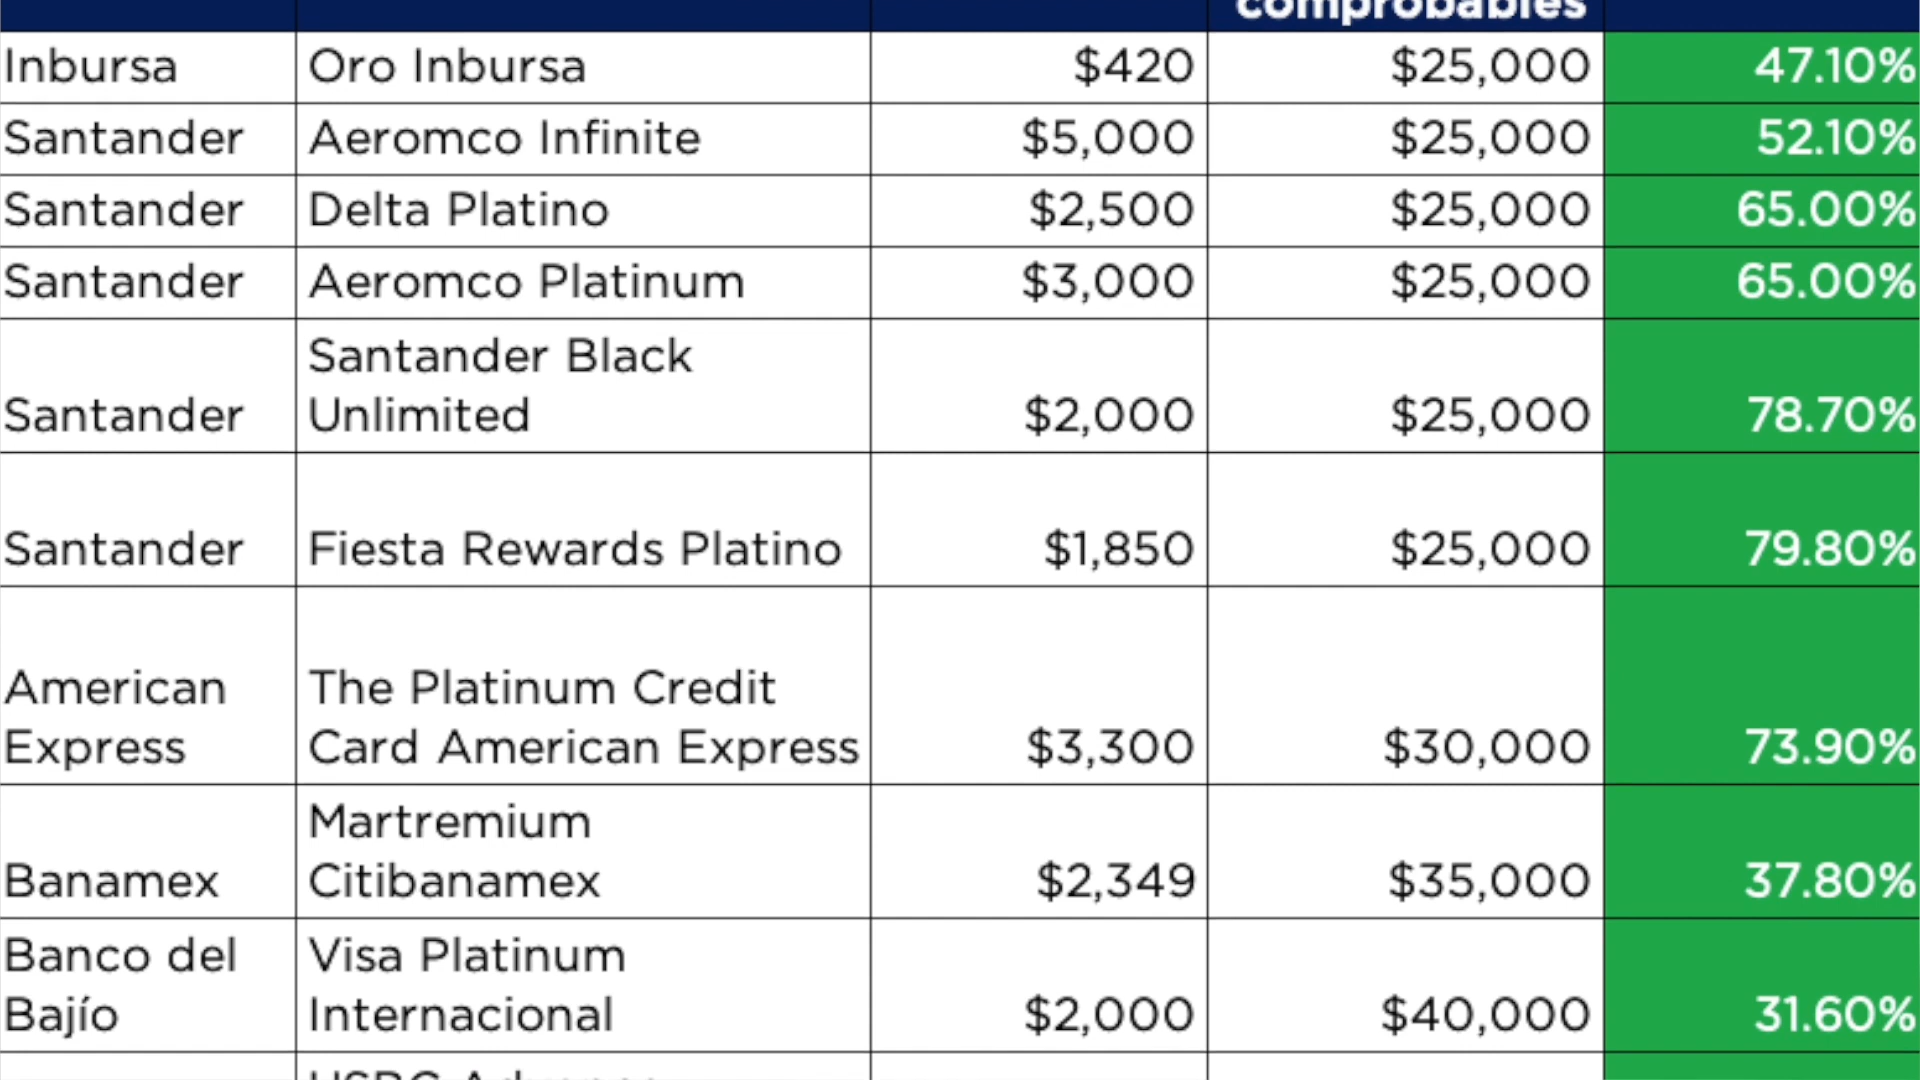 comprobables
Inbursa Oro Inbursa $420 $25,000 47.10%
Santander Aeromco Infinite $5,000 $25,000 52.10%
Santander Delta Platino $2,500 $25,000 65.00%
Santander Aeromco Platinum $3,000 $25,000 65.00%
Santander Black
Santander Unlimited $2,000 $25,000 78.70%
Santander Fiesta Rewards Platino $1,850 $25,000 79.80%
American The Platinum Credit
Express Card American Express $3,300 $30,000 73.90%
Martremium
Banamex Citibanamex $2,349 $35,000 37.80%
Banco del Visa Platinum
Bajío Internacional $2,000 $40,000 31.60%